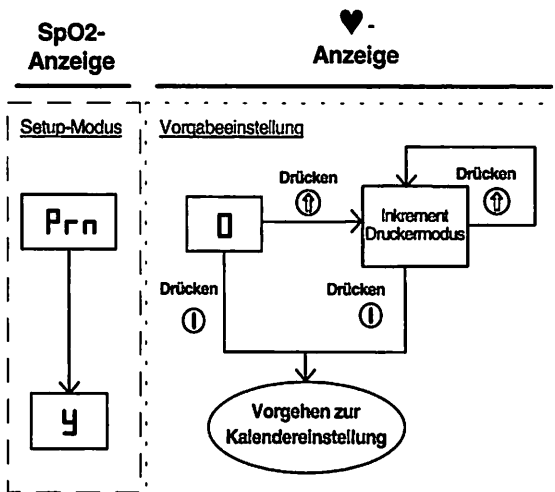 SpO2-
Anzeige
♥-
Anzeige
Setup-Modus
Vorgabeeinstellung
Prn
y
0
Drücken
Inkrement
Druckermodus
Drücken
Drücken
Drücken
Vorgehen zur
Kalendereinstellung